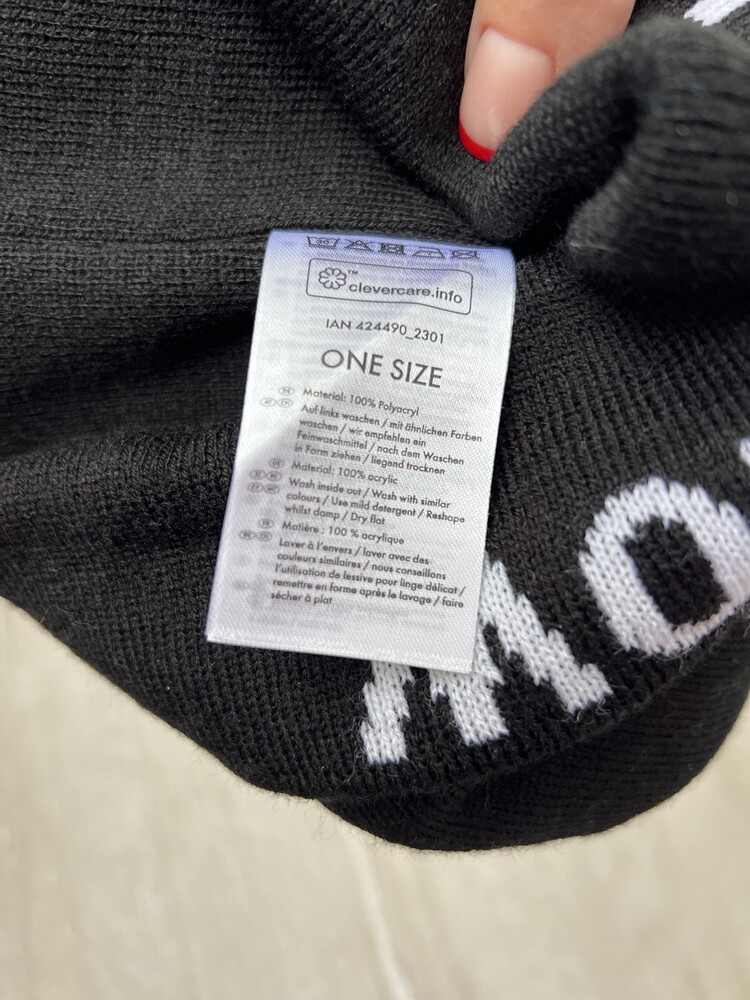 30
™
clevercare.info
IAN 424490_2301
ONE SIZE
Material: 100% Polyacryl
Auf links waschen / mit ähnlichen Farben
waschen / wir empfehlen ein
Feinwaschmittel / nach dem Waschen
in Form ziehen / liegend trocknen
Material: 100% acrylic
Wash inside out / Wash with similar
colours / Use mild detergent / Reshape
whilst damp / Dry flat
Matière : 100 % acrylique
Laver à l'envers / laver avec des
couleurs similaires / nous conseillons
l'utilisation de lessive pour linge délicat /
remettre en forme après le lavage / faire
sécher à plat
MO